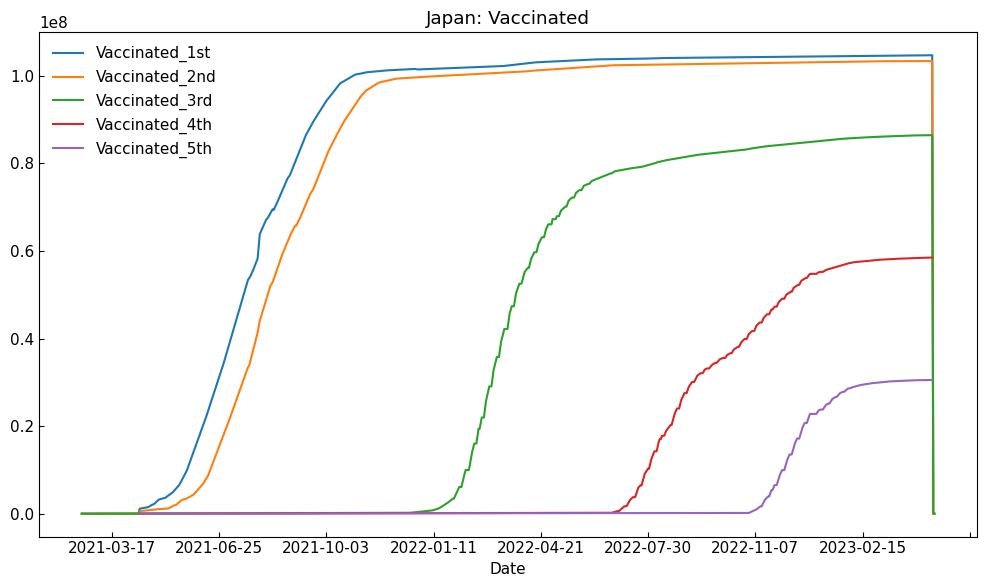 Japan: Vaccinated
1e8
Vaccinated_1st
Vaccinated_2nd
Vaccinated_3rd
Vaccinated_4th
Vaccinated_5th
1.0
0.8
0.6
0.4
0.2
0.0
2021-03-17 2021-06-25 2021-10-03 2022-01-11 2022-04-21 2022-07-30 2022-11-07 2023-02-15
Date